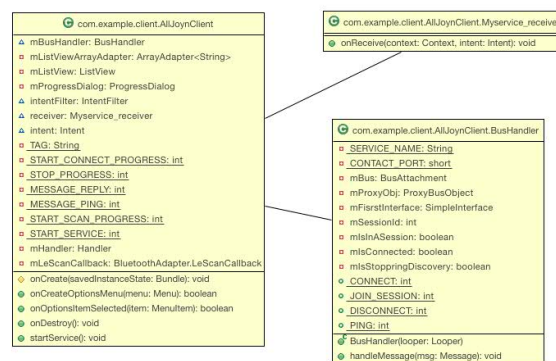 C com.example.client.AllJoynClient
mBusHandler: BusHandler
mListViewArrayAdapter: ArrayAdapter<String>
mListView: ListView
mProgressDialog: ProgressDialog
intentFilter: IntentFilter
receiver: Myservice_receiver
intent: Intent
TAG: String
START_CONNECT_PROGRESS: int
STOP_PROGRESS: int
MESSAGE_REPLY: int
MESSAGE_PING: int
START_SCAN_PROGRESS: int
START_SERVICE: int
mHandler: Handler
mLeScanCallback: BluetoothAdapter.LeScanCallback
onCreate(savedInstanceState: Bundle): void
onCreateOptionsMenu(menu: Menu): boolean
onOptionsItemSelected(item: MenuItem): boolean
onDestroy(): void
startService(): void
C com.example.client.AllJoynClient.Myservice_receive
onReceive(context: Context, intent: Intent): void
C com.example.client.AllJoynClient.BusHandler
SERVICE_NAME: String
CONTACT_PORT: short
mBus: BusAttachment
mProxyObj: ProxyBusObject
mFisrstInterface: SimpleInterface
mSessionId: int
mIsInASession: boolean
mIsConnected: boolean
mIsStoppringDiscovery: boolean
CONNECT: int
JOIN_SESSION: int
DISCONNECT: int
PING: int
BusHandler(looper: Looper)
handleMessage(msg: Message): void